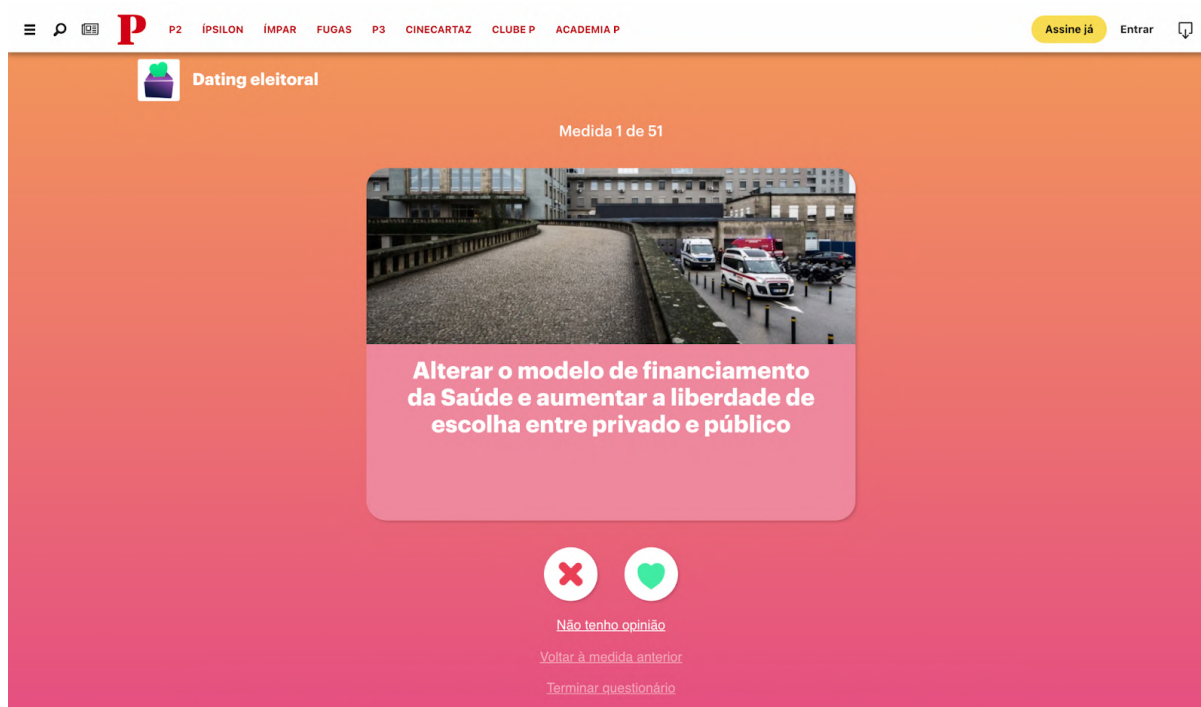 P
P2 ÍPSILON ÍMPAR FUGAS P3 CINECARTAZ CLUBE P ACADEMIA P
Assine já Entrar
Dating eleitoral
Medida 1 de 51
Alterar o modelo de financiamento
da Saúde e aumentar a liberdade de
escolha entre privado e público
Não tenho opinião
Voltar à medida anterior
Terminar questionário